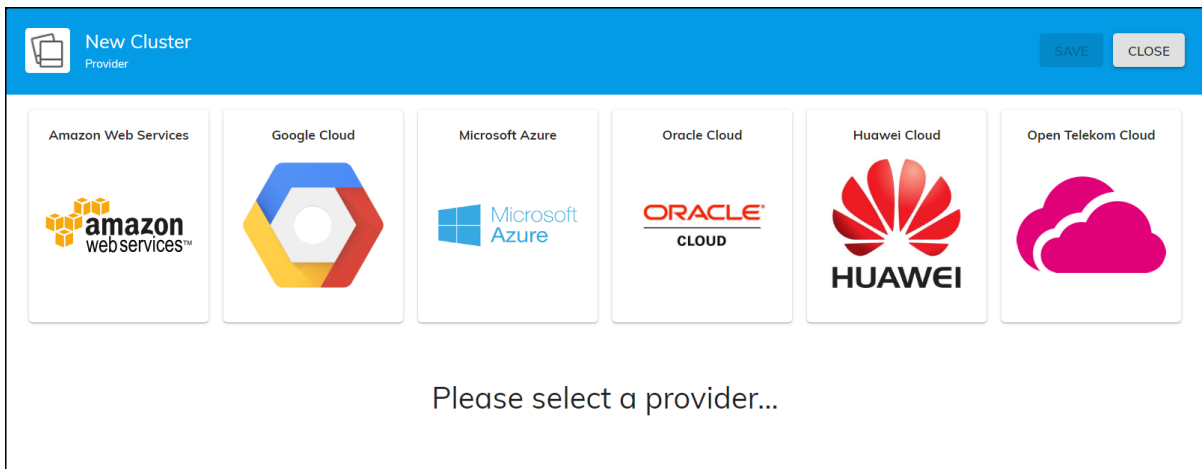 New Cluster
Provider
SAVE
CLOSE
Amazon Web Services
Google Cloud
Microsoft Azure
Oracle Cloud
Huawei Cloud
Open Telekom Cloud
amazon
web services™
Microsoft
Azure
ORACLE®
CLOUD
HUAWEI
Please select a provider...